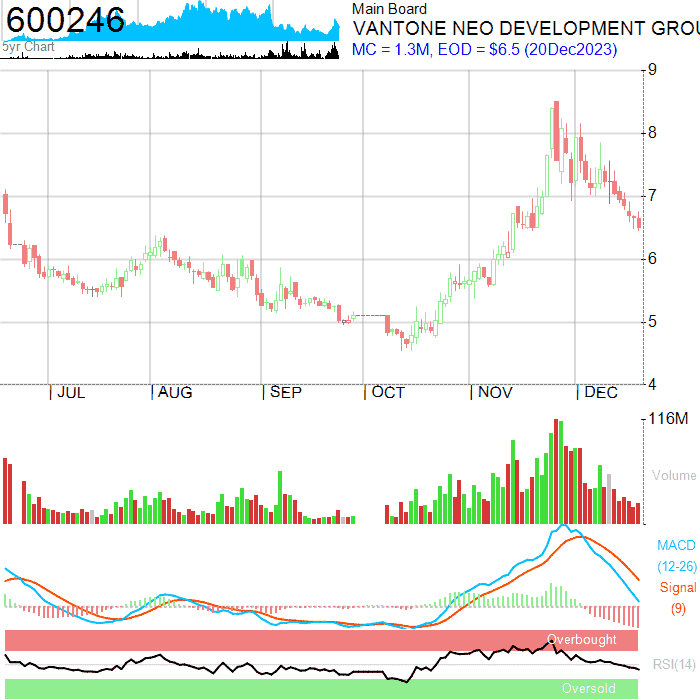 600246
5yr Chart
Main Board
VANTONE NEO DEVELOPMENT GROU
MC = 1.3M, EOD = $6.5 (20Dec2023)
9
8
7
6
5
4
| JUL | AUG | SEP | OCT | NOV | DEC
116M
Volume
MACD
(12-26)
Signal
(9)
Overbought
RSI(14)
Oversold